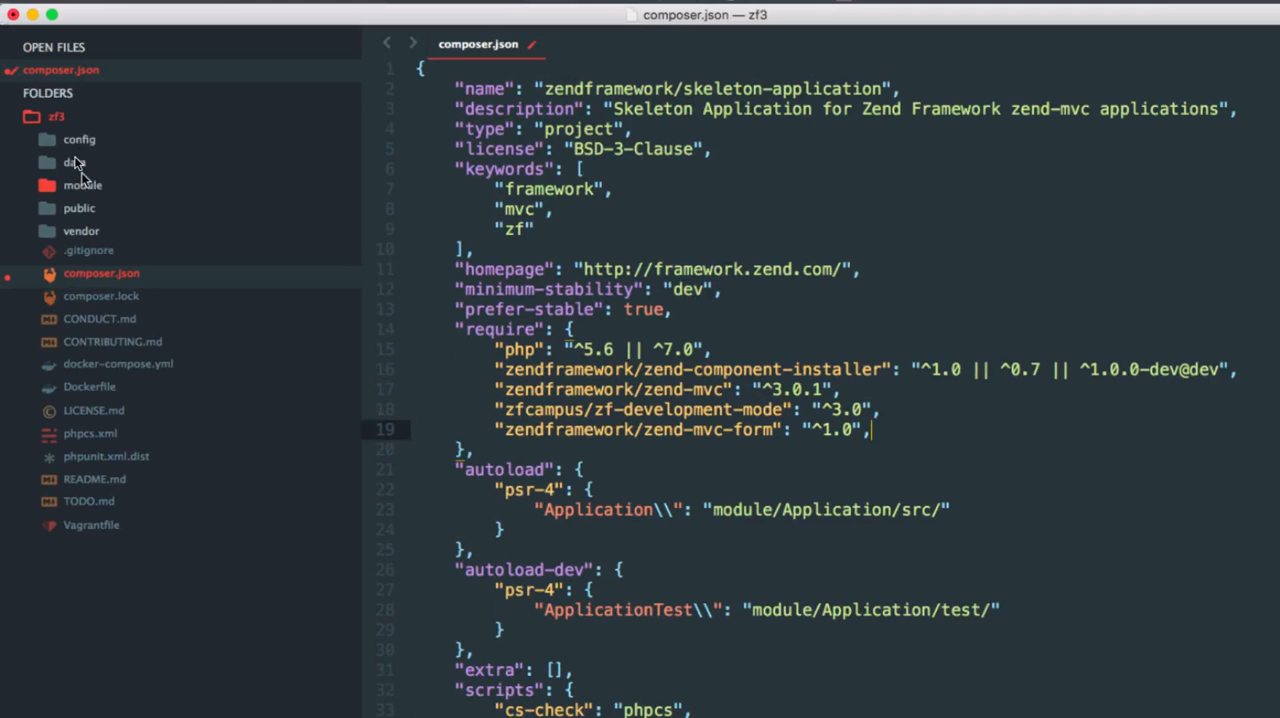 composer.json — zf3
OPEN FILES
composer.json
FOLDERS
zf3
config
module
public
vendor
.gitignore
composer.json
composer.lock
CONDUCT.md
CONTRIBUTING.md
docker-compose.yml
Dockerfile
LICENSE.md
phpcs.xml
phpunit.xml.dist
README.md
TODO.md
Vagrantfile
composer.json
1 {
2 "name": "zendframework/skeleton-application",
3 "description": "Skeleton Application for Zend Framework zend-mvc applications",
4 "type": "project",
5 "license": "BSD-3-Clause",
6 "keywords": [
7 "framework",
8 "mvc",
9 "zf"
10 ],
11 "homepage": "http://framework.zend.com/",
12 "minimum-stability": "dev",
13 "prefer-stable": true,
14 "require": {
15 "php": "^5.6 || ^7.0",
16 "zendframework/zend-component-installer": "^1.0 || ^0.7 || ^1.0.0-dev@dev",
17 "zendframework/zend-mvc": "^3.0.1",
18 "zfcampus/zf-development-mode": "^3.0",
19 "zendframework/zend-mvc-form": "^1.0",
20 },
21 "autoload": {
22 "psr-4": {
23 "Application\\": "module/Application/src/"
24 }
25 },
26 "autoload-dev": {
27 "psr-4": {
28 "ApplicationTest\\": "module/Application/test/"
29 }
30 },
31 "extra": [],
32 "scripts": {
33 "cs-check": "phpcs",